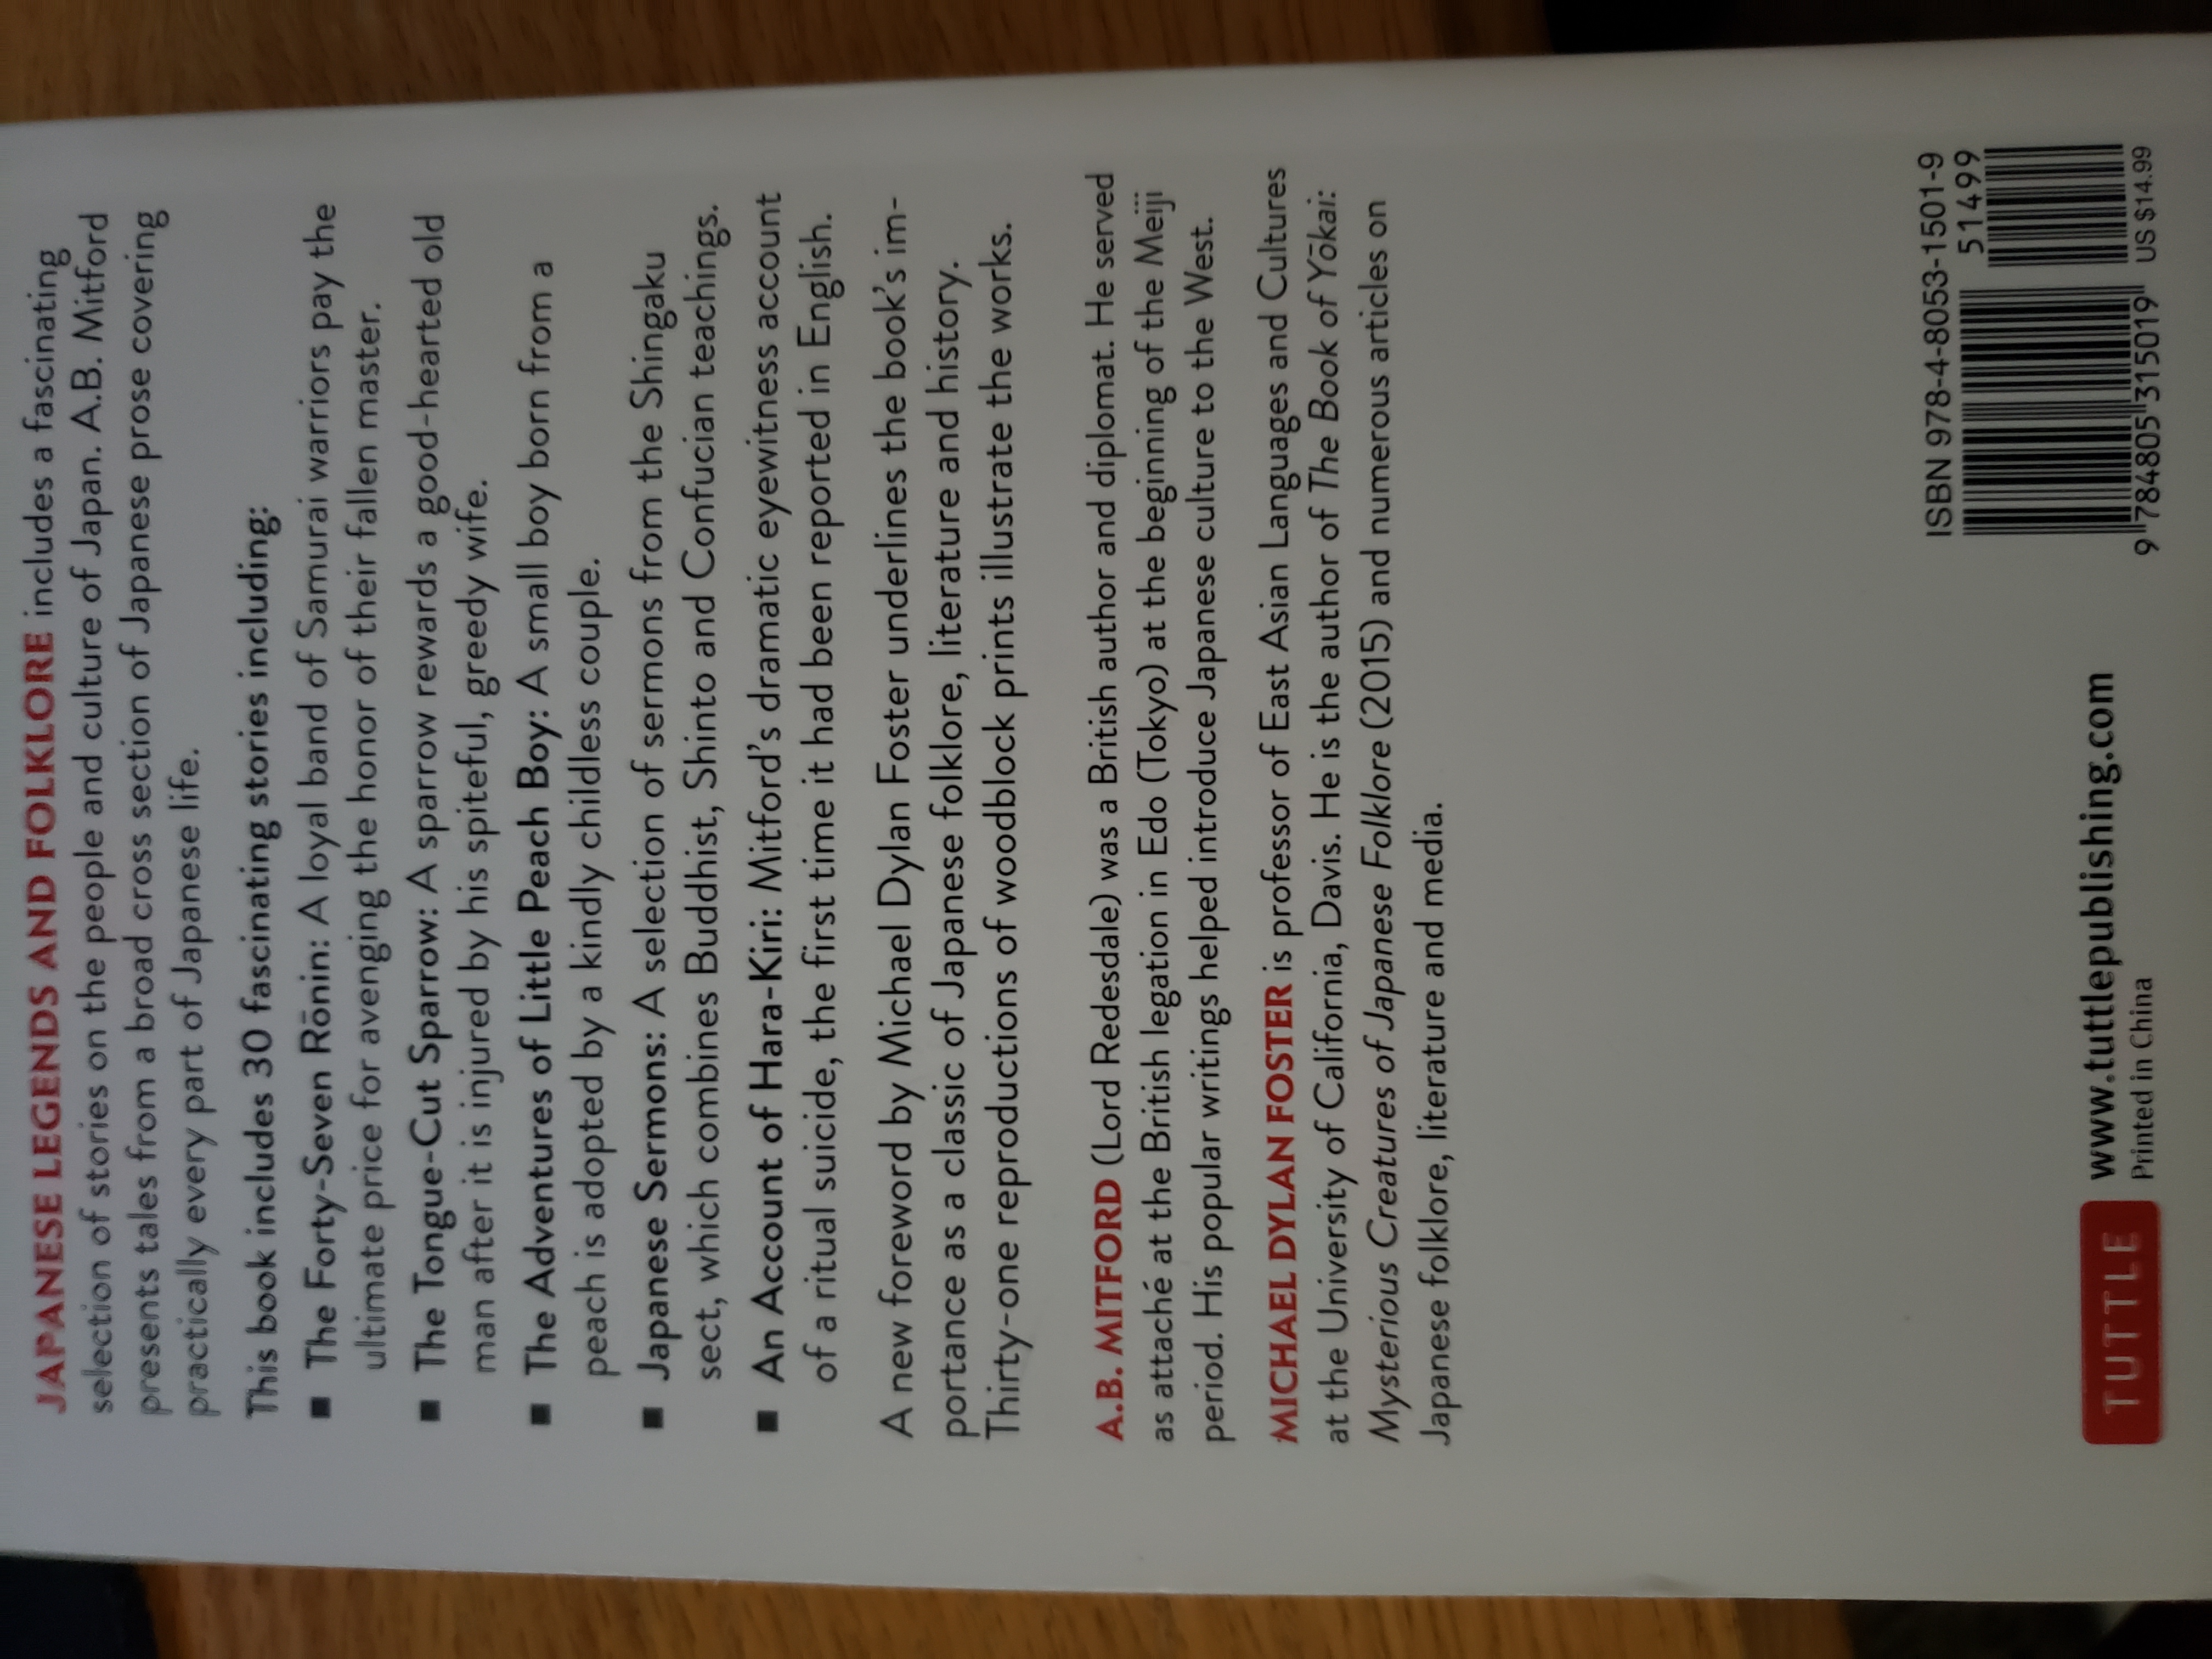 JAPANESE LEGENDS AND FOLKLORE includes a fascinating
selection of stories on the people and culture of Japan. A.B. Mitford
presents tales from a broad cross section of Japanese prose covering
practically every part of Japanese life.
This book includes 30 fascinating stories including:
■ The Forty-Seven Rōnin: A loyal band of Samurai warriors pay the
ultimate price for avenging the honor of their fallen master.
■ The Tongue-Cut Sparrow: A sparrow rewards a good-hearted old
man after it is injured by his spiteful, greedy wife.
■ The Adventures of Little Peach Boy: A small boy born from a
peach is adopted by a kindly childless couple.
■ Japanese Sermons: A selection of sermons from the Shingaku
sect, which combines Buddhist, Shinto and Confucian teachings.
■ An Account of Hara-Kiri: Mitford's dramatic eyewitness account
of a ritual suicide, the first time it had been reported in English.
A new foreword by Michael Dylan Foster underlines the book's im-
portance as a classic of Japanese folklore, literature and history.
Thirty-one reproductions of woodblock prints illustrate the works.
A.B. MITFORD (Lord Redesdale) was a British author and diplomat. He served
as attaché at the British legation in Edo (Tokyo) at the beginning of the Meiji
period. His popular writings helped introduce Japanese culture to the West.
MICHAEL DYLAN FOSTER is professor of East Asian Languages and Cultures
at the University of California, Davis. He is the author of The Book of Yōkai:
Mysterious Creatures of Japanese Folklore (2015) and numerous articles on
Japanese folklore, literature and media.
ISBN 978-4-8053-1501-9
51499
9 784805 315019
US $14.99
TUTTLE
www.tuttlepublishing.com
Printed in China